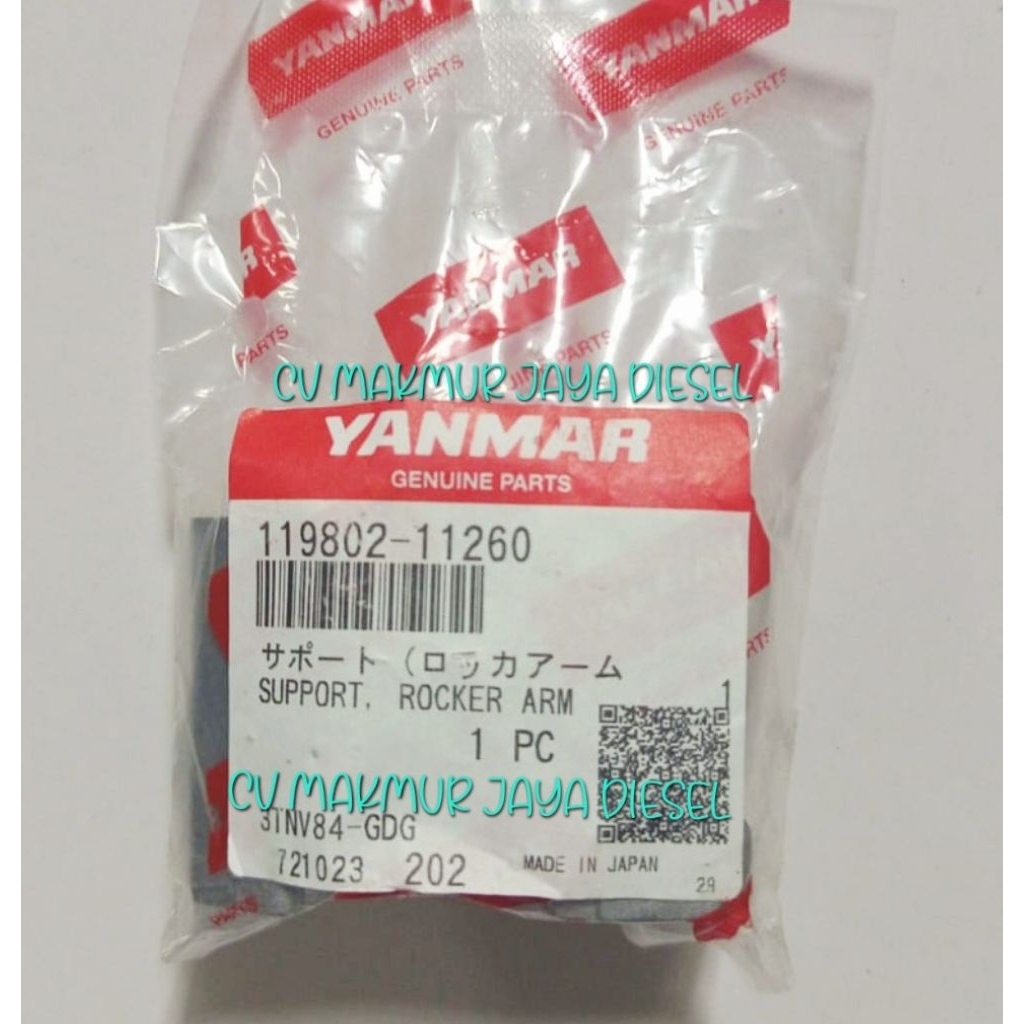 YANMAR
GENUINE PARTS
YANMAR
GENUINE PARTS
YANMAR
PARTS
PARTS
CV MAKMUR JAYA DIESEL
YANMAR
GENUINE PARTS
119802-11260
サポート (ロッカアーム
SUPPORT, ROCKER ARM
1
1 PC
CV MAKMUR JAYA DIESEL
3TNV84-GDG
721023 202
MADE IN JAPAN
PARTS